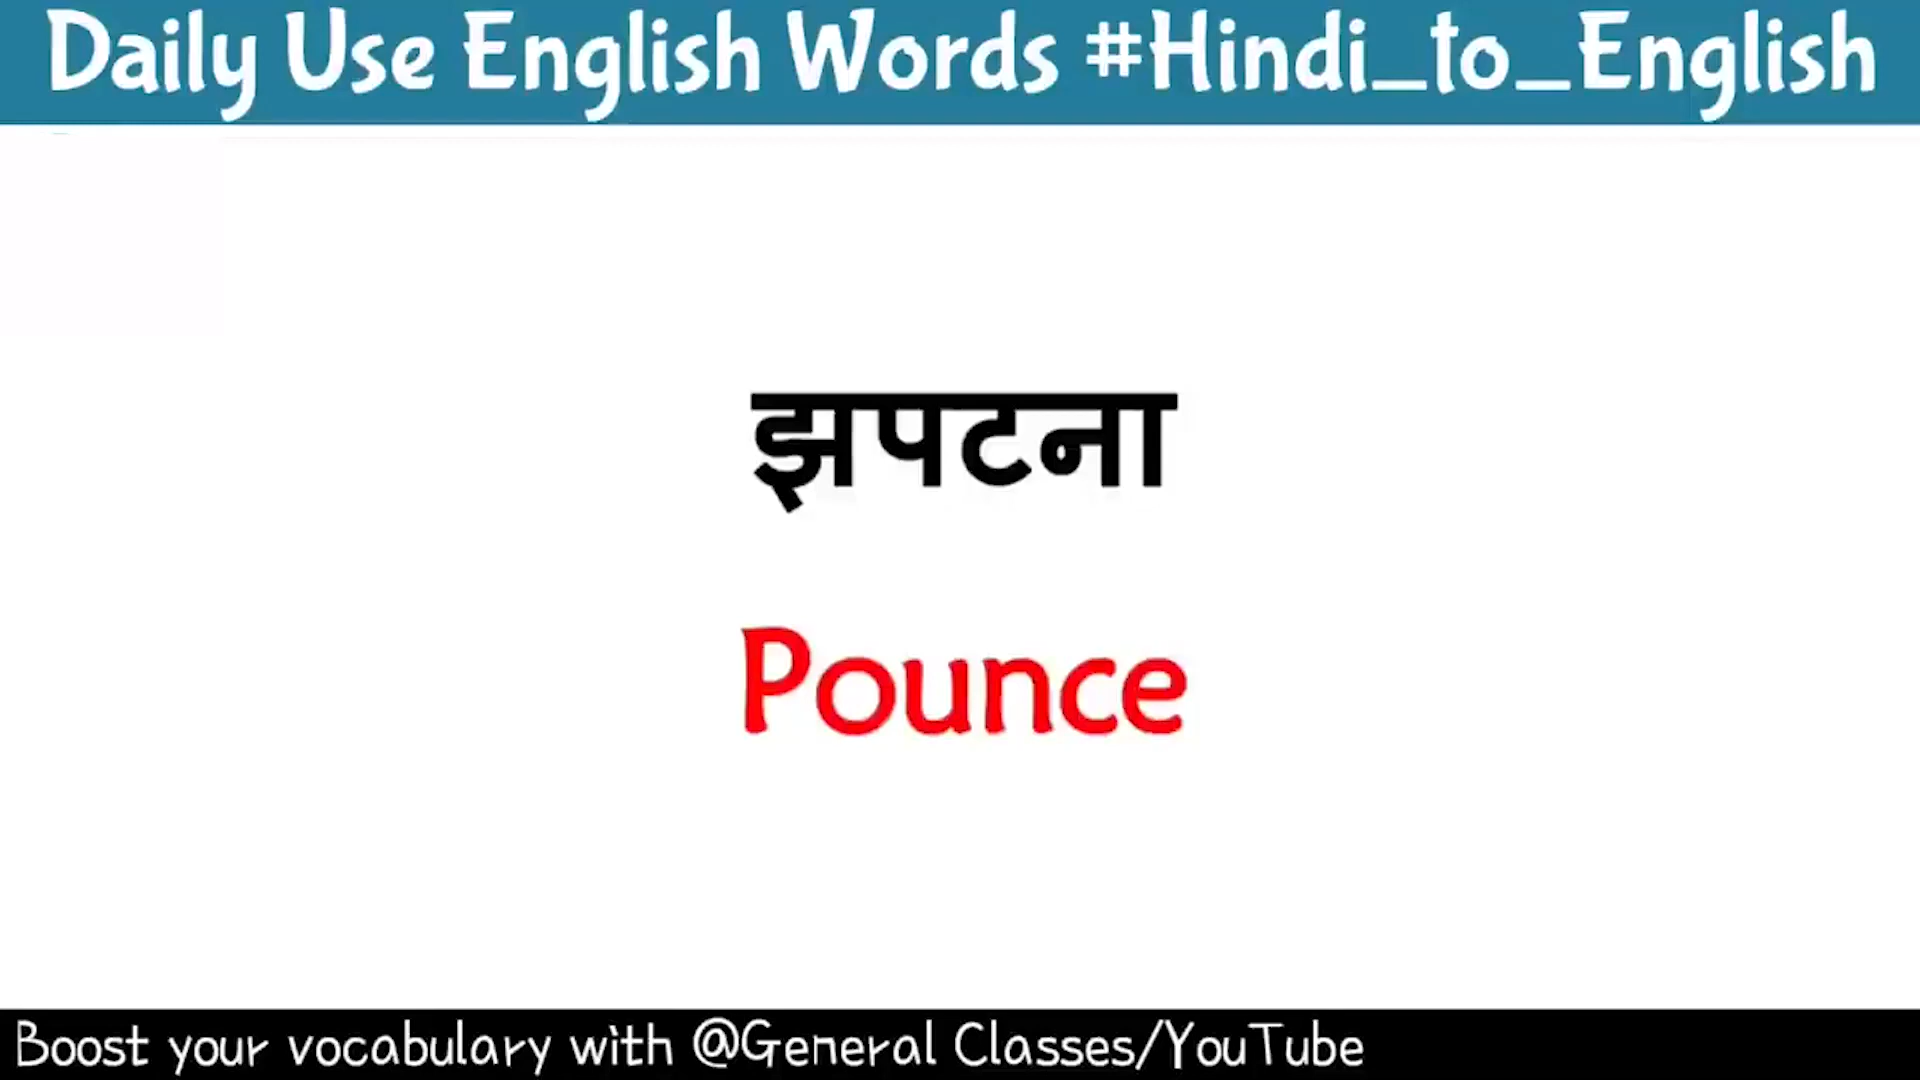 Daily Use English Words #Hindi_to_English
झपटना
Pounce
Boost your vocabulary with @General Classes/YouTube